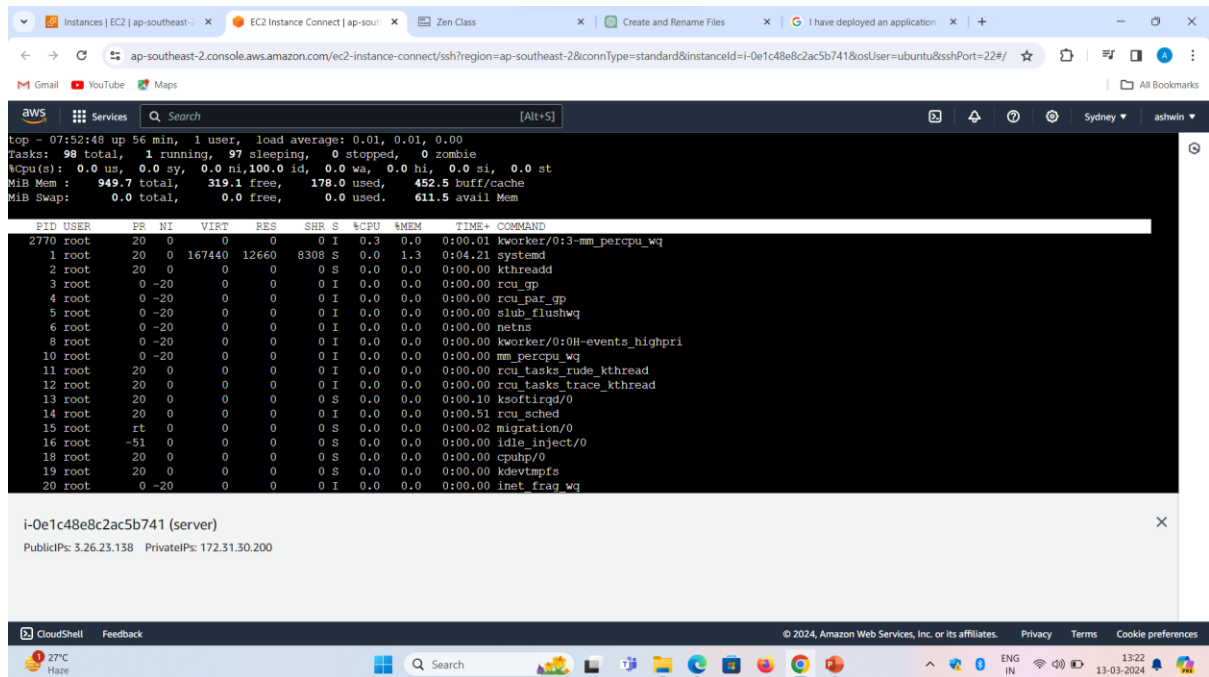 Instances | EC2 | ap-southeast-
EC2 Instance Connect | ap-sout
Zen Class
Create and Rename Files
I have deployed an application
ap-southeast-2.console.aws.amazon.com/ec2-instance-connect/ssh?region=ap-southeast-2&connType=standard&instanceId=i-0e1c48e8c2ac5b741&osUser=ubuntu&sshPort=22#/
A
Gmail YouTube Maps All Bookmarks
aws Services Search [Alt+S] Sydney ▼ ashwin ▼
top - 07:52:48 up 56 min, 1 user, load average: 0.01, 0.01, 0.00
Tasks: 98 total, 1 running, 97 sleeping, 0 stopped, 0 zombie
%Cpu(s): 0.0 us, 0.0 sy, 0.0 ni,100.0 id, 0.0 wa, 0.0 hi, 0.0 si, 0.0 st
MiB Mem : 949.7 total, 319.1 free, 178.0 used, 452.5 buff/cache
MiB Swap: 0.0 total, 0.0 free, 0.0 used. 611.5 avail Mem
PID USER PR NI VIRT RES SHR S %CPU %MEM TIME+ COMMAND
2770 root 20 0 0 0 0 I 0.3 0.0 0:00.01 kworker/0:3-mm_percpu_wq
1 root 20 0 167440 12660 8308 S 0.0 1.3 0:04.21 systemd
2 root 20 0 0 0 0 S 0.0 0.0 0:00.00 kthreadd
3 root 0 -20 0 0 0 I 0.0 0.0 0:00.00 rcu_gp
4 root 0 -20 0 0 0 I 0.0 0.0 0:00.00 rcu_par_gp
5 root 0 -20 0 0 0 I 0.0 0.0 0:00.00 slub_flushwq
6 root 0 -20 0 0 0 I 0.0 0.0 0:00.00 netns
8 root 0 -20 0 0 0 I 0.0 0.0 0:00.00 kworker/0:0H-events_highpri
10 root 0 -20 0 0 0 I 0.0 0.0 0:00.00 mm_percpu_wq
11 root 20 0 0 0 0 I 0.0 0.0 0:00.00 rcu_tasks_rude_kthread
12 root 20 0 0 0 0 I 0.0 0.0 0:00.00 rcu_tasks_trace_kthread
13 root 20 0 0 0 0 S 0.0 0.0 0:00.10 ksoftirqd/0
14 root 20 0 0 0 0 I 0.0 0.0 0:00.51 rcu_sched
15 root rt 0 0 0 0 S 0.0 0.0 0:00.02 migration/0
16 root -51 0 0 0 0 S 0.0 0.0 0:00.00 idle_inject/0
18 root 20 0 0 0 0 S 0.0 0.0 0:00.00 cpuhp/0
19 root 20 0 0 0 0 S 0.0 0.0 0:00.00 kdevtmpfs
20 root 0 -20 0 0 0 I 0.0 0.0 0:00.00 inet_frag_wq
i-0e1c48e8c2ac5b741 (server)
PublicIPs: 3.26.23.138 PrivateIPs: 172.31.30.200
CloudShell Feedback © 2024, Amazon Web Services, Inc. or its affiliates. Privacy Terms Cookie preferences
1
27°C
Haze
Search
ENG
IN
13:22
13-03-2024
PRE